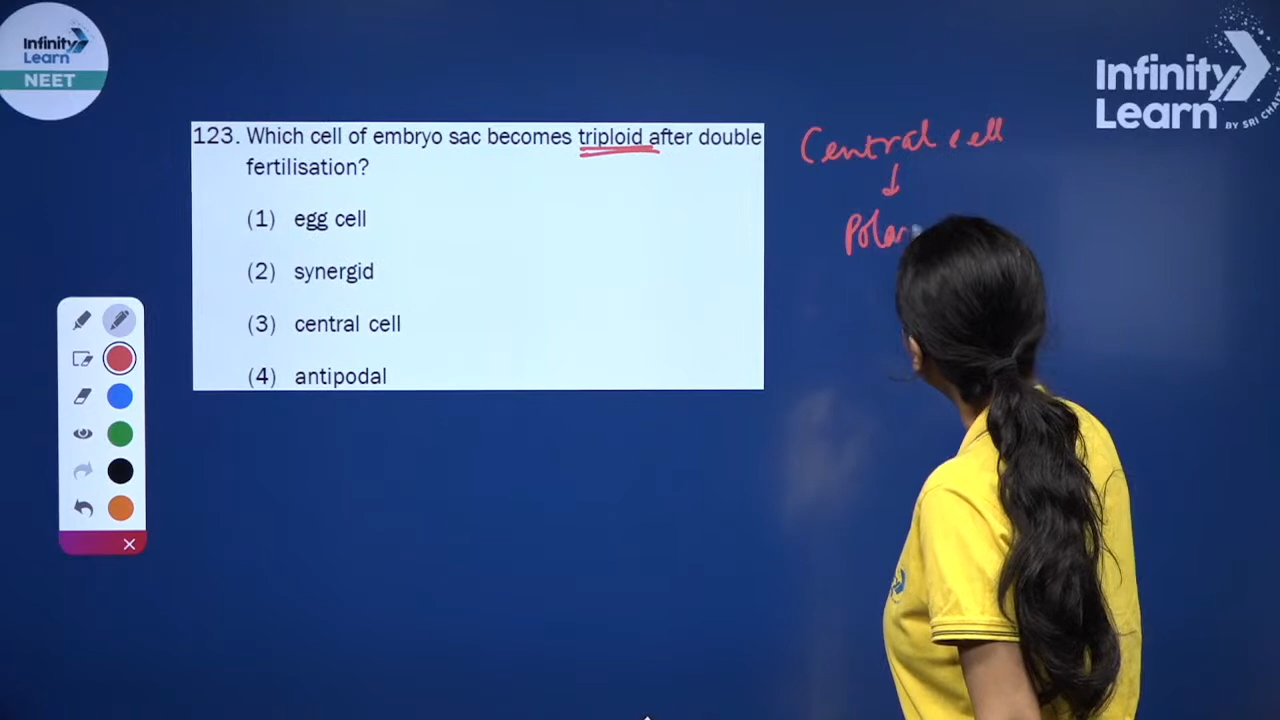 Infinity
Learn
NEET
Infinity
Learn
BY SRI
123. Which cell of embryo sac becomes triploid after double
fertilisation?
(1) egg cell
(2) synergid
(3) central cell
(4) antipodal
Central cell
↓
Polar